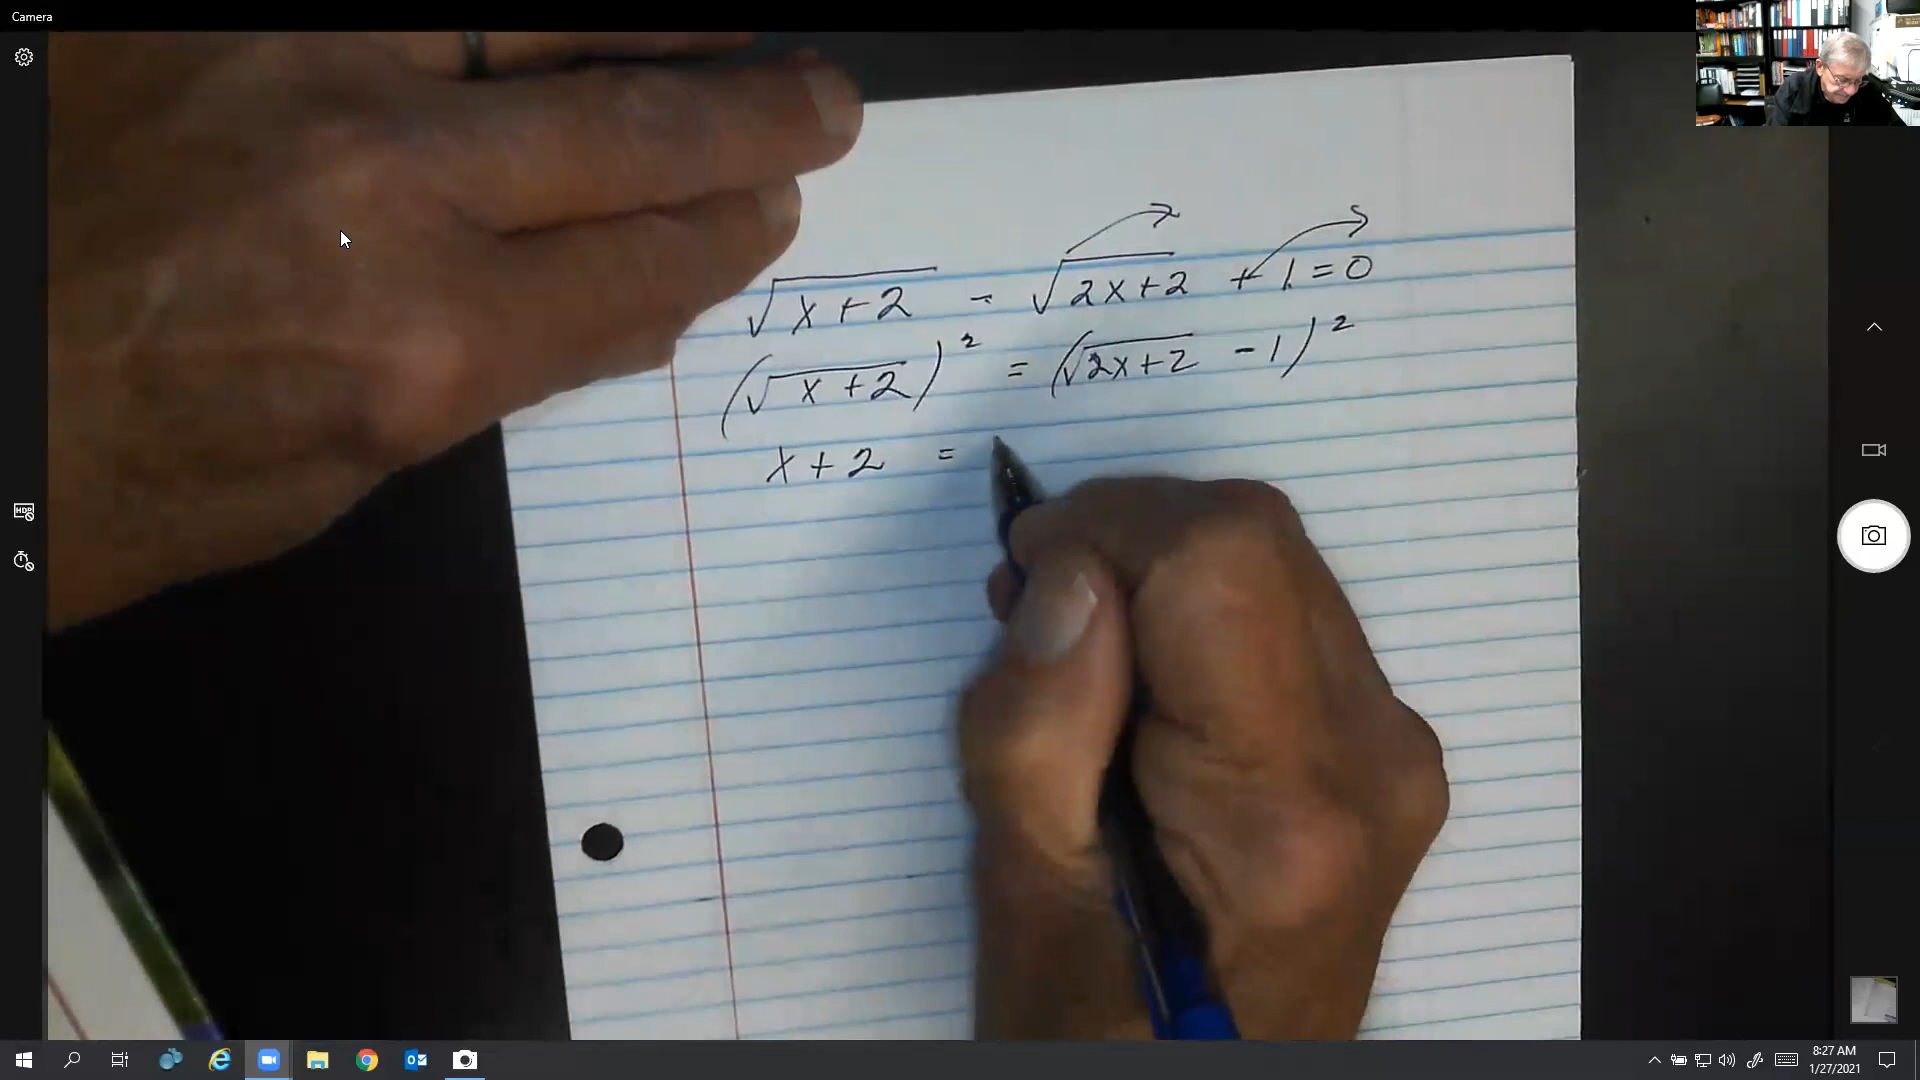 Camera
√(x+2) - √(2x+2) + 1 = 0
(√(x+2))² = (√(2x+2) - 1)²
x + 2 =
8:27 AM
1/27/2021